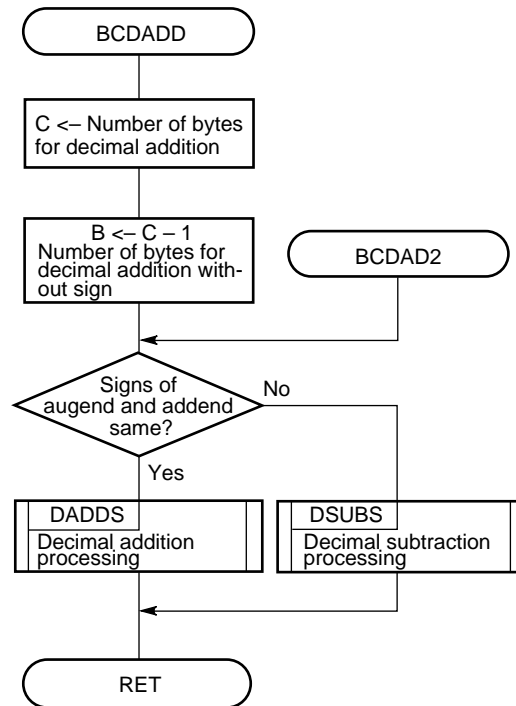 BCDADD
C <– Number of bytes
for decimal addition
B <– C – 1
Number of bytes for
decimal addition with-
out sign
BCDAD2
Signs of
augend and addend
same?
No
Yes
DADDS
Decimal addition
processing
DSUBS
Decimal subtraction
processing
RET